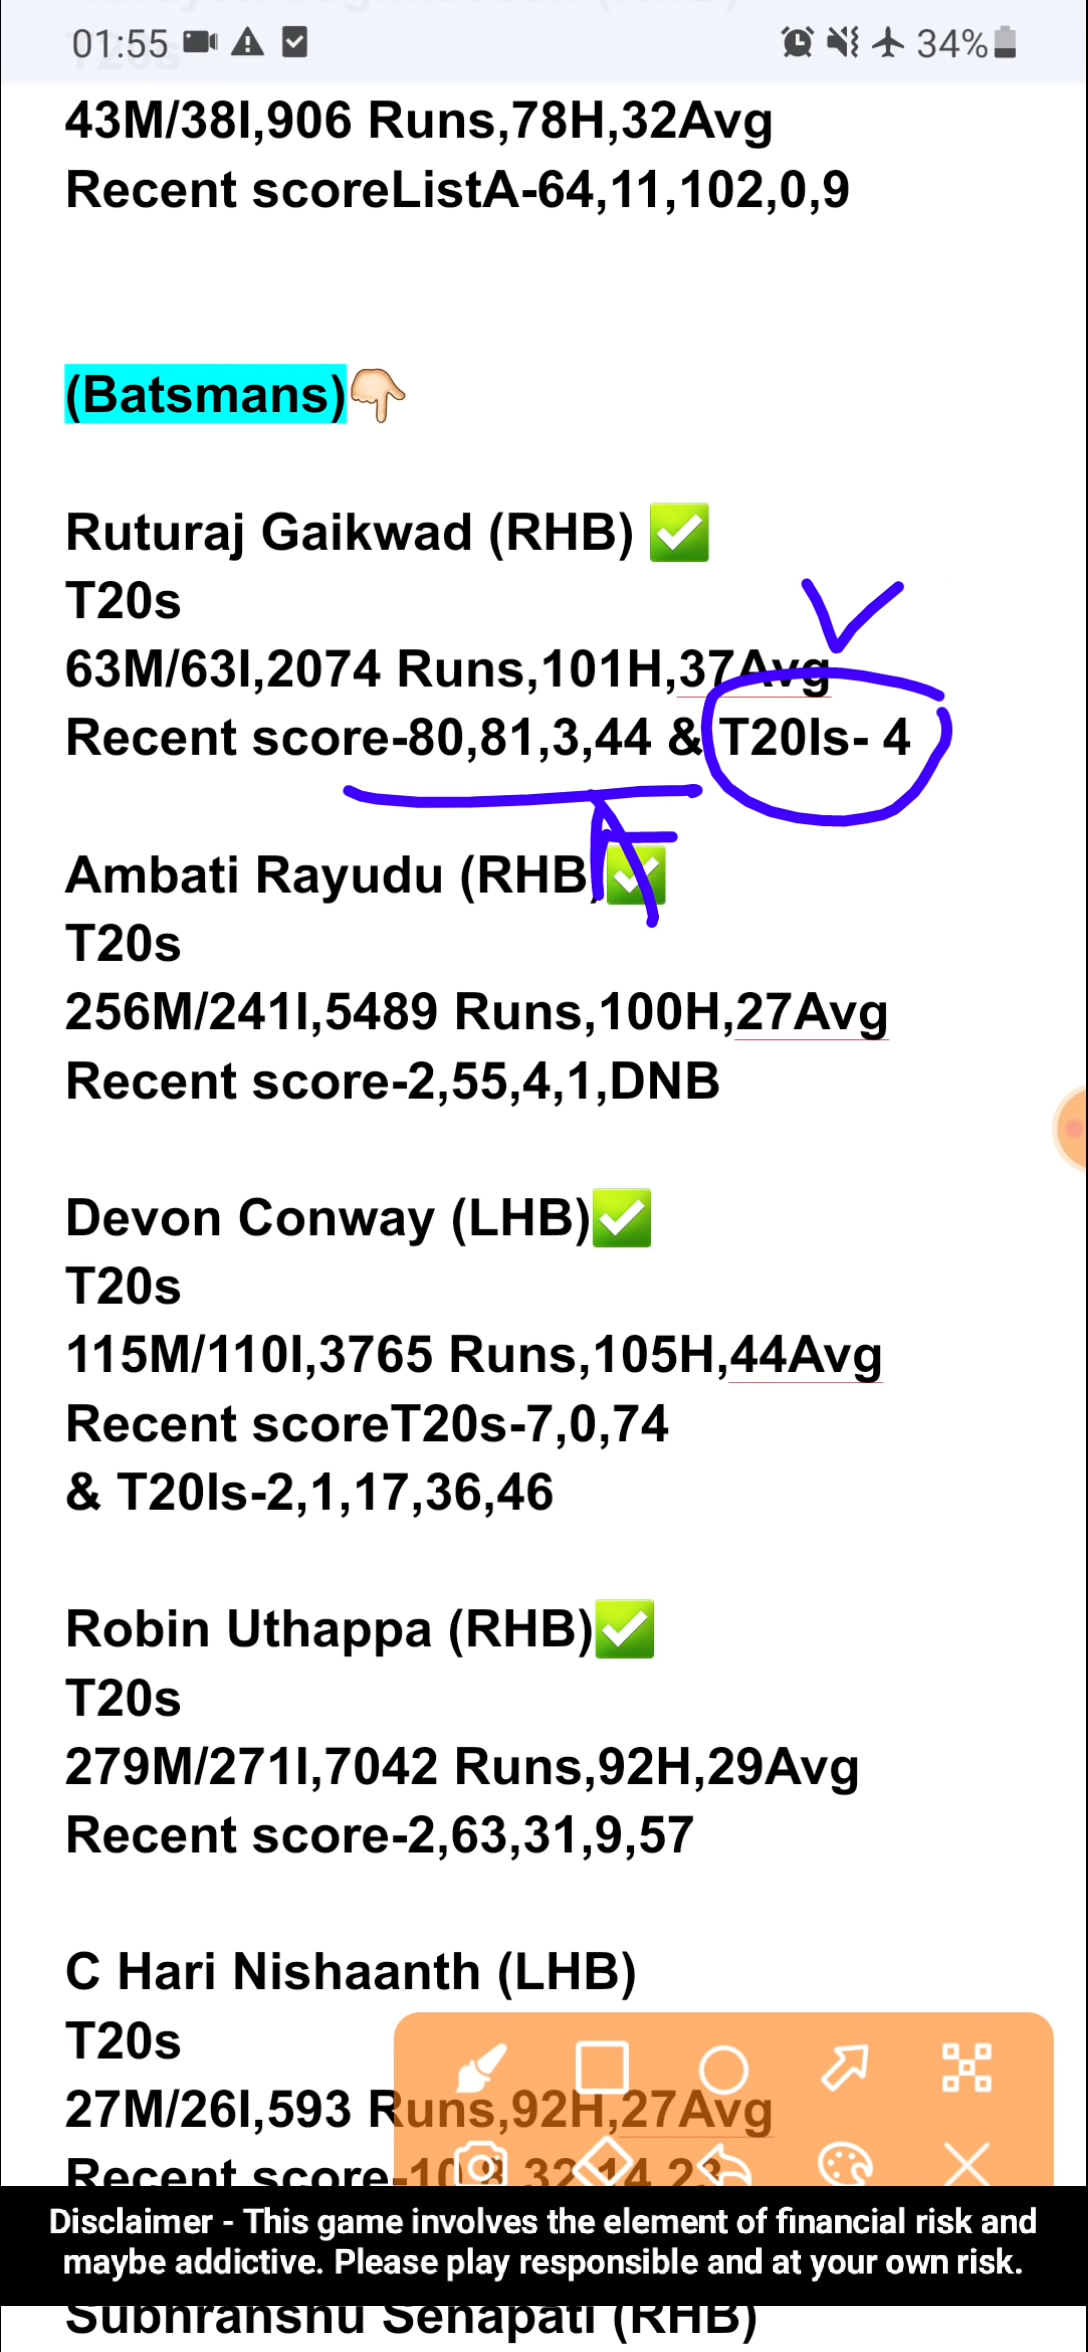 01:55 34%
43M/38I,906 Runs,78H,32Avg
Recent scoreListA-64,11,102,0,9
(Batsmans)👇
Ruturaj Gaikwad (RHB) ✅
T20s
63M/63I,2074 Runs,101H,37Avg
Recent score-80,81,3,44 & T20Is- 4
Ambati Rayudu (RHB ✅
T20s
256M/241I,5489 Runs,100H,27Avg
Recent score-2,55,4,1,DNB
Devon Conway (LHB)✅
T20s
115M/110I,3765 Runs,105H,44Avg
Recent scoreT20s-7,0,74
& T20Is-2,1,17,36,46
Robin Uthappa (RHB)✅
T20s
279M/271I,7042 Runs,92H,29Avg
Recent score-2,63,31,9,57
C Hari Nishaanth (LHB)
T20s
27M/26I,593 Runs,92H,27Avg
Recent score-10
Disclaimer - This game involves the element of financial risk and
maybe addictive. Please play responsible and at your own risk.
Subhranshu Senapati (RHB)